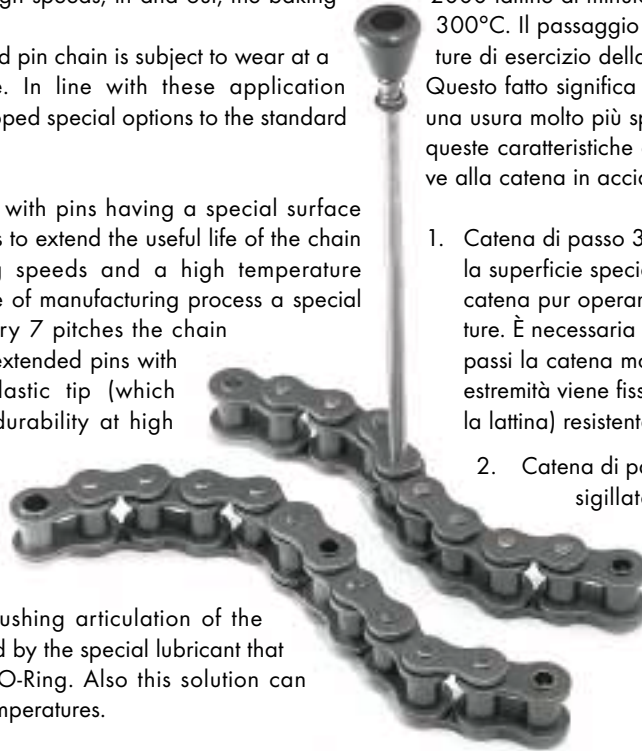 gh speeds, in and out, the baking
d pin chain is subject to wear at a
e. In line with these application
oped special options to the standard
with pins having a special surface
s to extend the useful life of the chain
g speeds and a high temperature
e of manufacturing process a special
ry 7 pitches the chain
extended pins with
lastic tip (which
durability at high
ushing articulation of the
d by the special lubricant that
O-Ring. Also this solution can
mperatures.
2000 lattine al minuto
300°C. Il passaggio
ture di esercizio della
Questo fatto significa
una usura molto più sp
queste caratteristiche
ve alla catena in accia
1. Catena di passo 3
la superficie specia
catena pur operan
ture. È necessaria
passi la catena mo
estremità viene fiss
la lattina) resistent
2. Catena di pa
sigillat